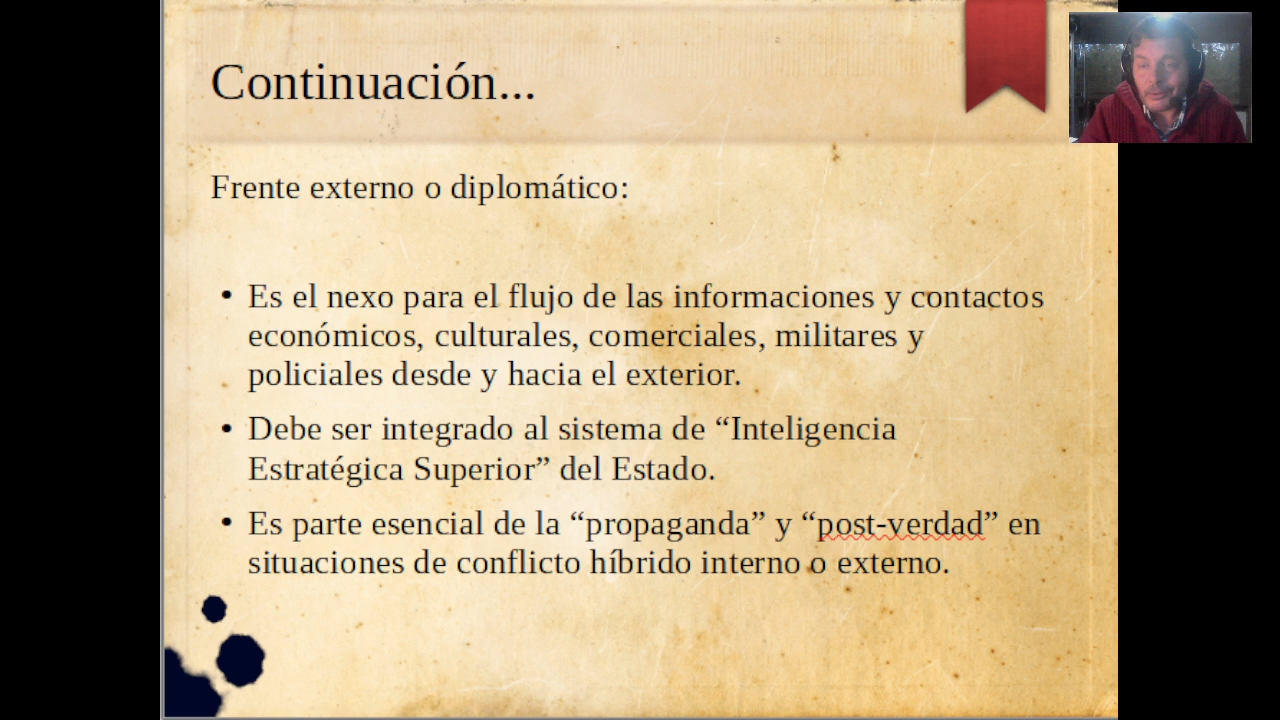 Continuación...
Frente externo o diplomático:
• Es el nexo para el flujo de las informaciones y contactos
económicos, culturales, comerciales, militares y
policiales desde y hacia el exterior.
• Debe ser integrado al sistema de “Inteligencia
Estratégica Superior” del Estado.
• Es parte esencial de la “propaganda” y “post-verdad” en
situaciones de conflicto híbrido interno o externo.